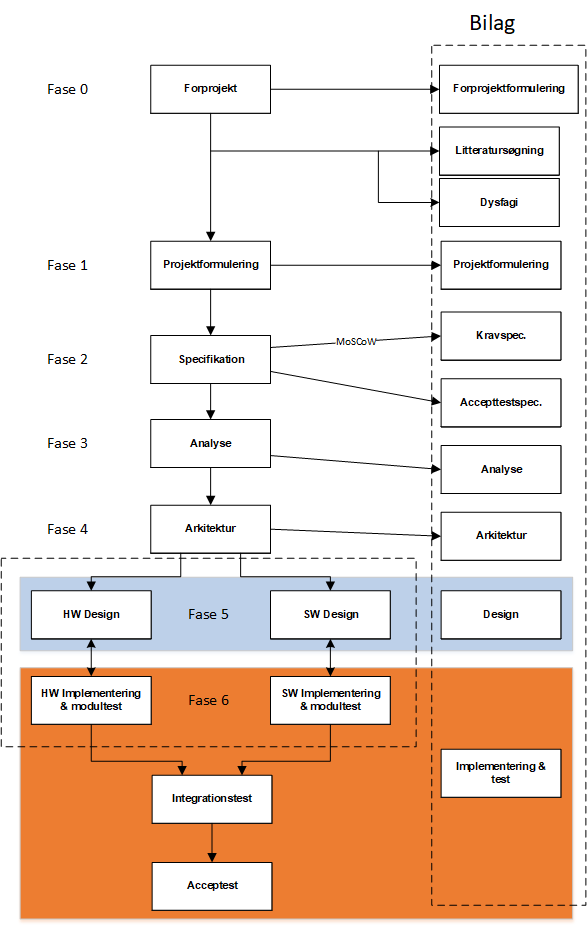 Bilag
Fase 0
Forprojekt
Forprojektformulering
Litteratursøgning
Dysfagi
Fase 1
Projektformulering
Projektformulering
Fase 2
Specifikation
MoSCoW
Kravspec.
Accepttestspec.
Fase 3
Analyse
Analyse
Fase 4
Arkitektur
Arkitektur
HW Design
Fase 5
SW Design
Design
HW Implementering
& modultest
Fase 6
SW Implementering
& modultest
Implementering &
test
Integrationstest
Acceptest